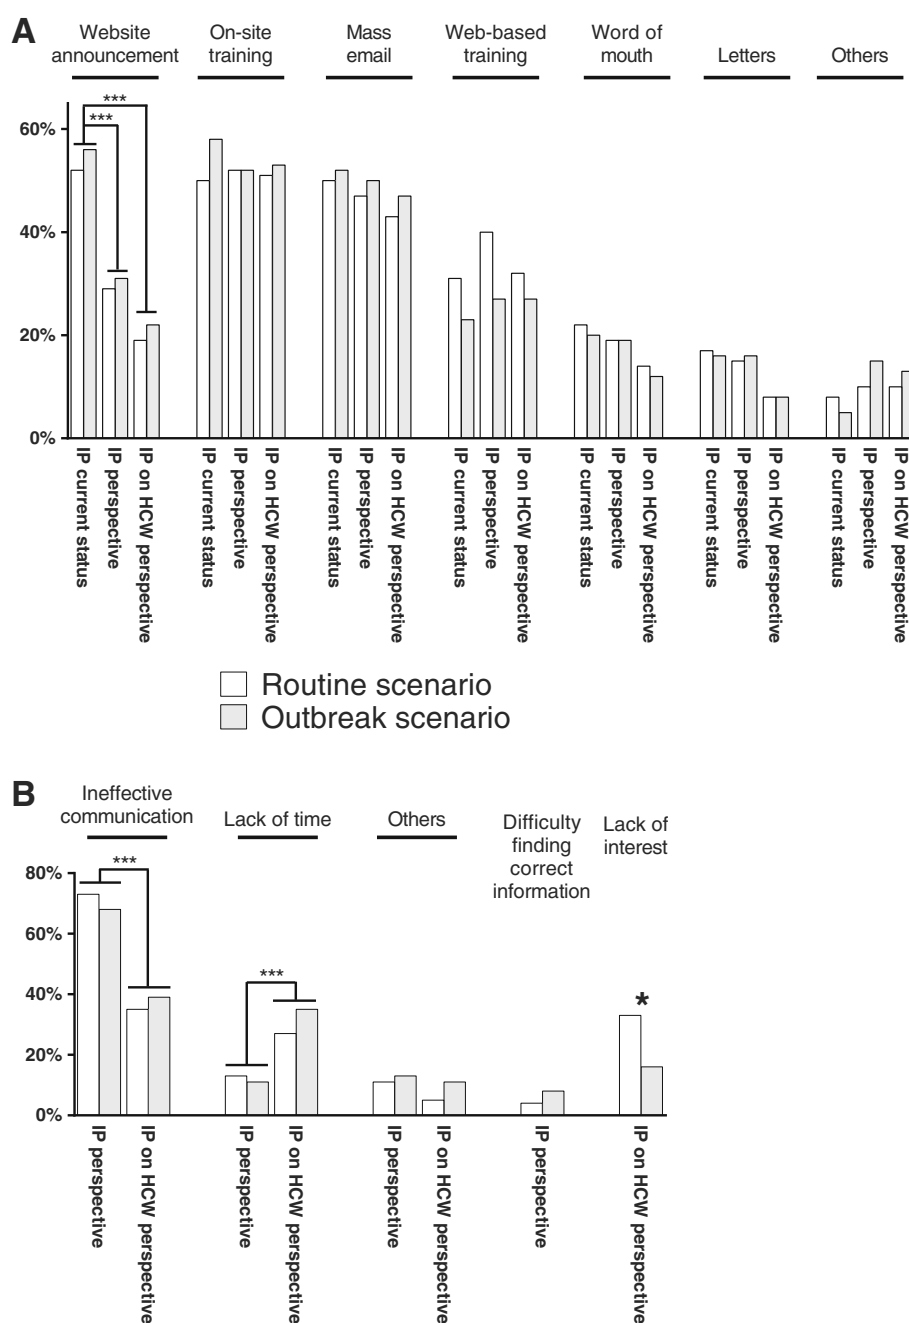 A
Website
announcement
On-site
training
Mass
email
Web-based
training
Word of
mouth
Letters
Others
***
***
60%
40%
20%
0%
IP current status
IP perspective
IP on HCW perspective
IP current status
IP perspective
IP on HCW perspective
IP current status
IP perspective
IP on HCW perspective
IP current status
IP perspective
IP on HCW perspective
IP current status
IP perspective
IP on HCW perspective
IP current status
IP perspective
IP on HCW perspective
IP current status
IP perspective
IP on HCW perspective
Routine scenario
Outbreak scenario
B
Ineffective
communication
Lack of time
Others
Difficulty
finding
correct
information
Lack of
interest
***
***
*
80%
60%
40%
20%
0%
IP perspective
IP on HCW perspective
IP perspective
IP on HCW perspective
IP perspective
IP on HCW perspective
IP perspective
IP on HCW perspective